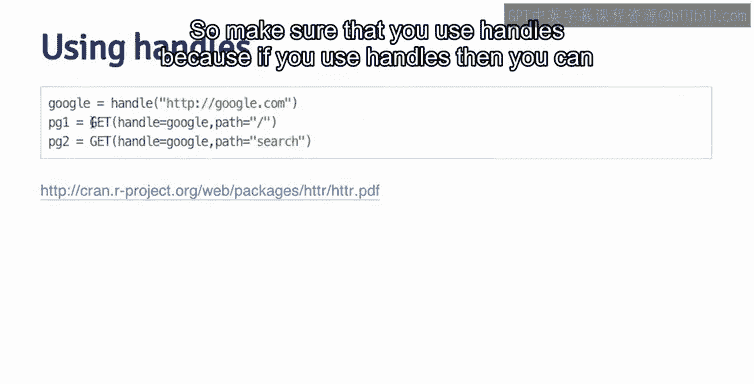 So make sure that you use handles
because if you use handles then you can
Using handles
google = handle("http://google.com")
pg1 = GET(handle=google,path="/")
pg2 = GET(handle=google,path="search")
http://cran.r-project.org/web/packages/httr/httr.pdf